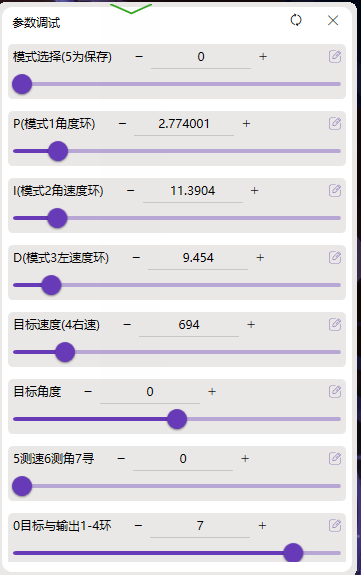 参数调试
模式选择(5为保存) − 0 +
P(模式1角度环) − 2.774001 +
I(模式2角速度环) − 11.3904 +
D(模式3左速度环) − 9.454 +
目标速度(4右速) − 694 +
目标角度 − 0 +
5测速6测角7寻 − 0 +
0目标与输出1-4环 − 7 +